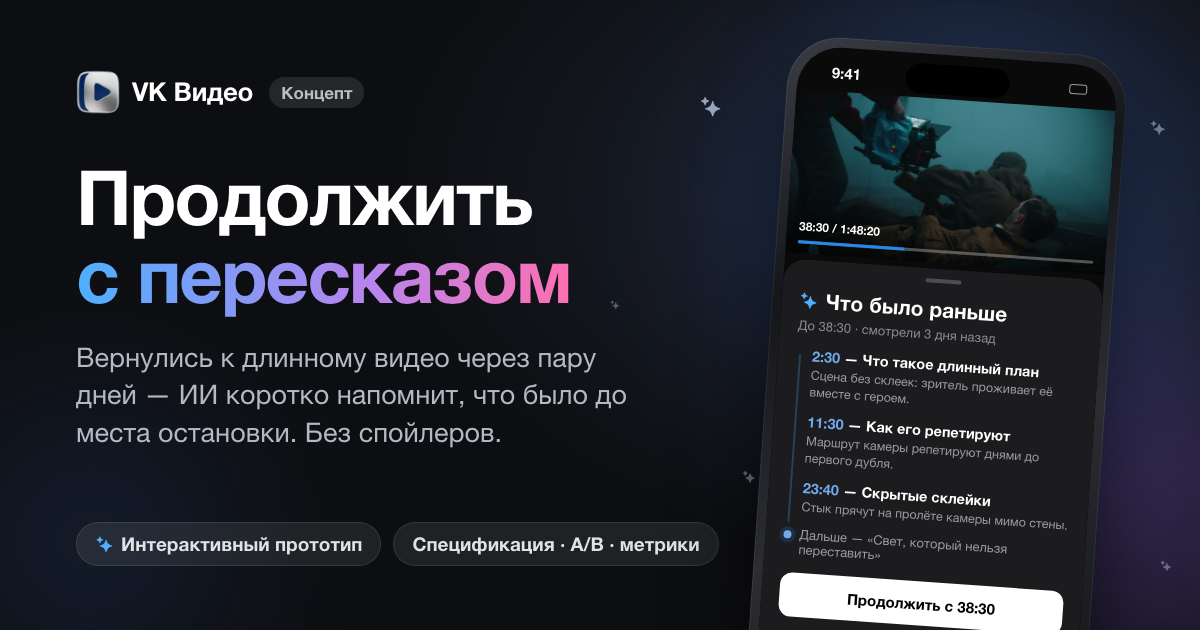 VK Видео
Концепт
Продолжить
с пересказом
Вернулись к длинному видео через пару
дней — ИИ коротко напомнит, что было до
места остановки. Без спойлеров.
Интерактивный прототип
Спецификация · A/B · метрики
9:41
38:30 / 1:48:20
Что было раньше
До 38:30 · смотрели 3 дня назад
2:30 — Что такое длинный план
Сцена без склеек: зритель проживает её
вместе с героем.
11:30 — Как его репетируют
Маршрут камеры репетируют днями до
первого дубля.
23:40 — Скрытые склейки
Стык прячут на пролёте камеры мимо стены.
Дальше — «Свет, который нельзя
переставить»
Продолжить с 38:30